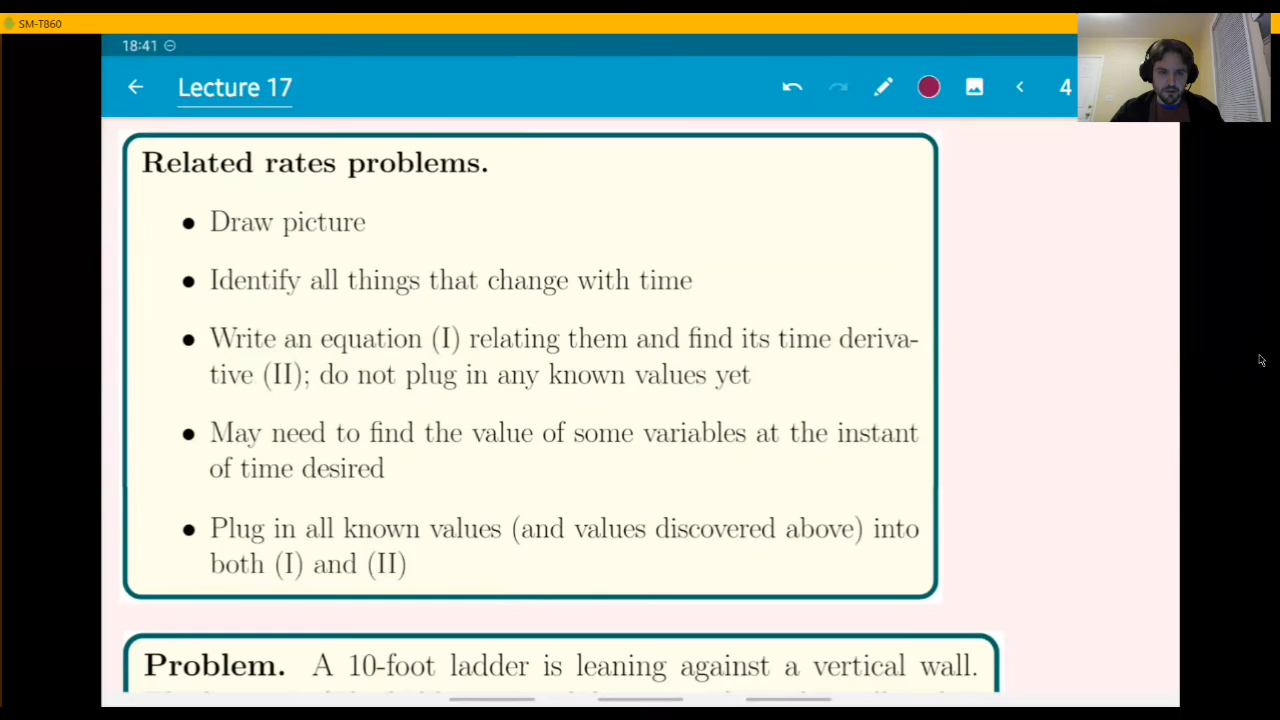 SM-T860
18:41
Lecture 17
4
Related rates problems.
• Draw picture
• Identify all things that change with time
• Write an equation (I) relating them and find its time deriva-
tive (II); do not plug in any known values yet
• May need to find the value of some variables at the instant
of time desired
• Plug in all known values (and values discovered above) into
both (I) and (II)
Problem. A 10-foot ladder is leaning against a vertical wall.